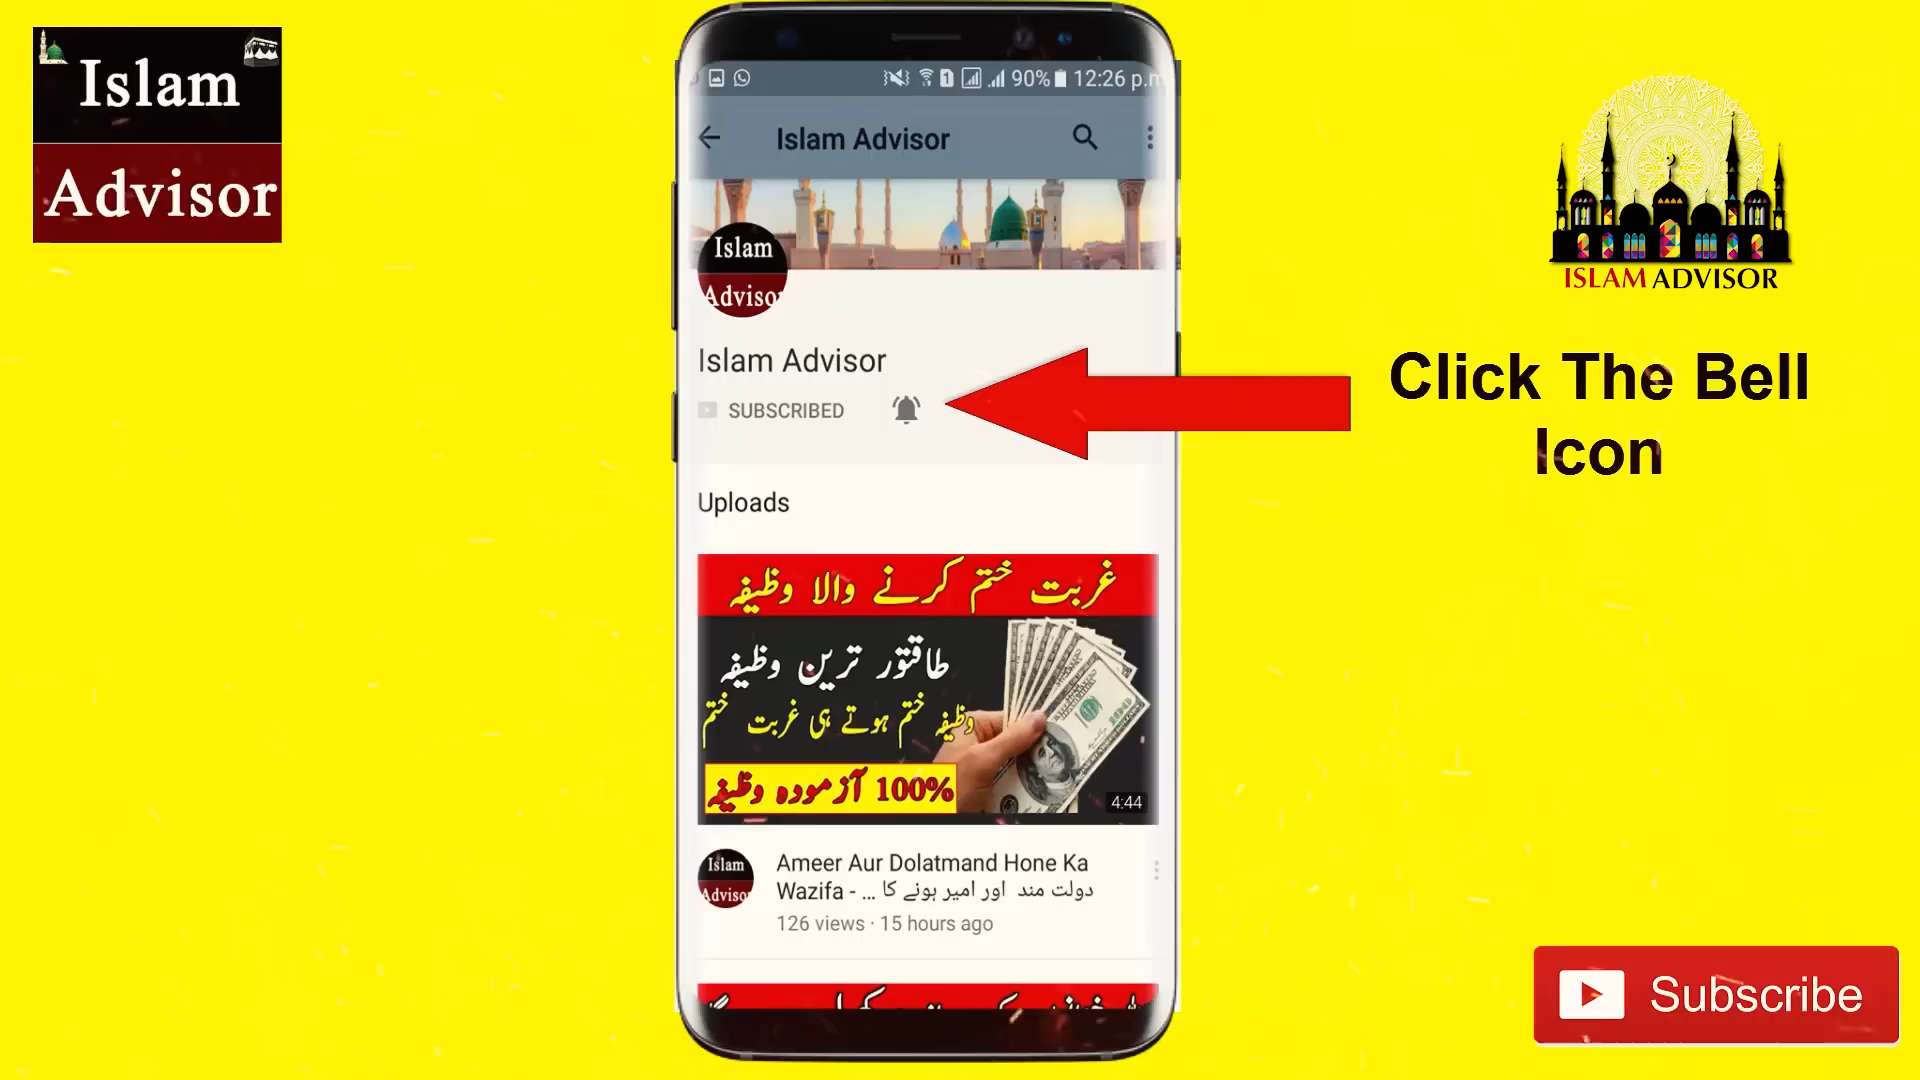 Islam
Advisor
90% 12:26 p.m
Islam Advisor
Islam
Advisor
ISLAM ADVISOR
Islam Advisor
SUBSCRIBED
Click The Bell
Icon
Uploads
غربت ختم کرنے والا وظیفہ
طاقتور ترین وظیفہ
وظیفہ ختم ہوتے ہی غربت ختم
100% آزمودہ وظیفہ
4:44
Islam
Advisor
Ameer Aur Dolatmand Hone Ka
Wazifa - ... دولت مند اور امیر ہونے کا
126 views · 15 hours ago
Subscribe